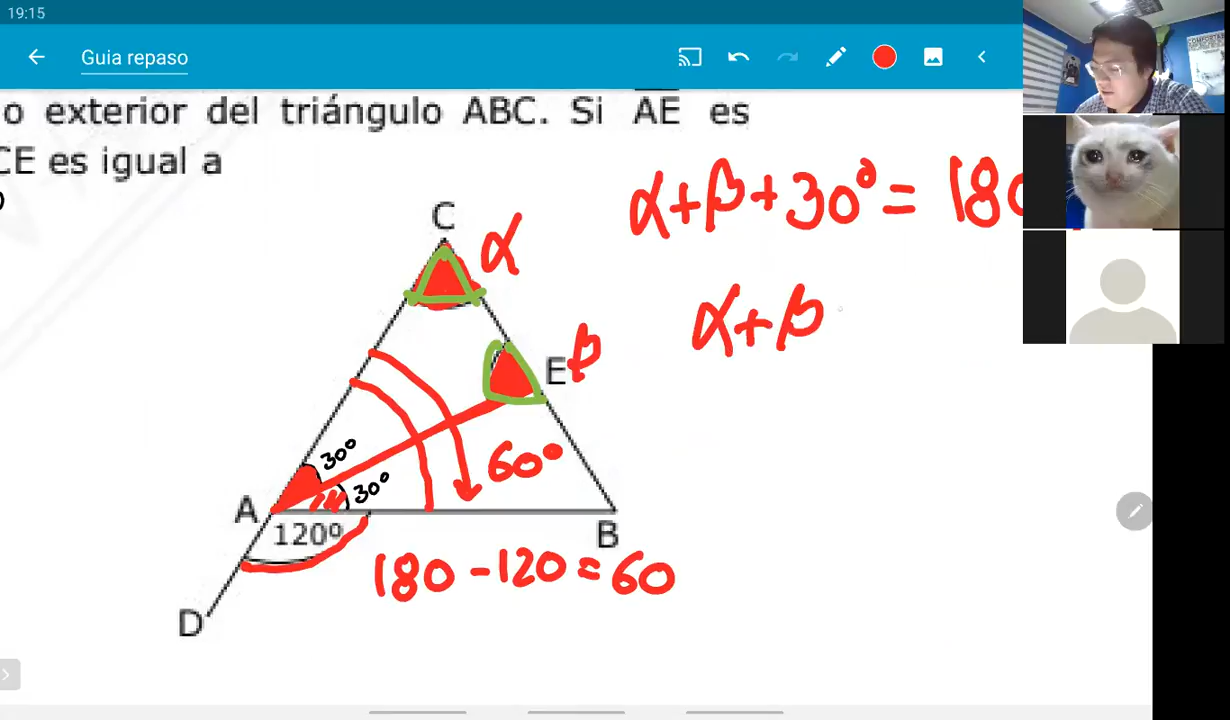 19:15
Guia repaso
o exterior del triángulo ABC. Si AE es
CE es igual a
α+β+30°= 180
C α
α+β
E β
30°
60°
30°
A
120º
B
180 -120 = 60
D